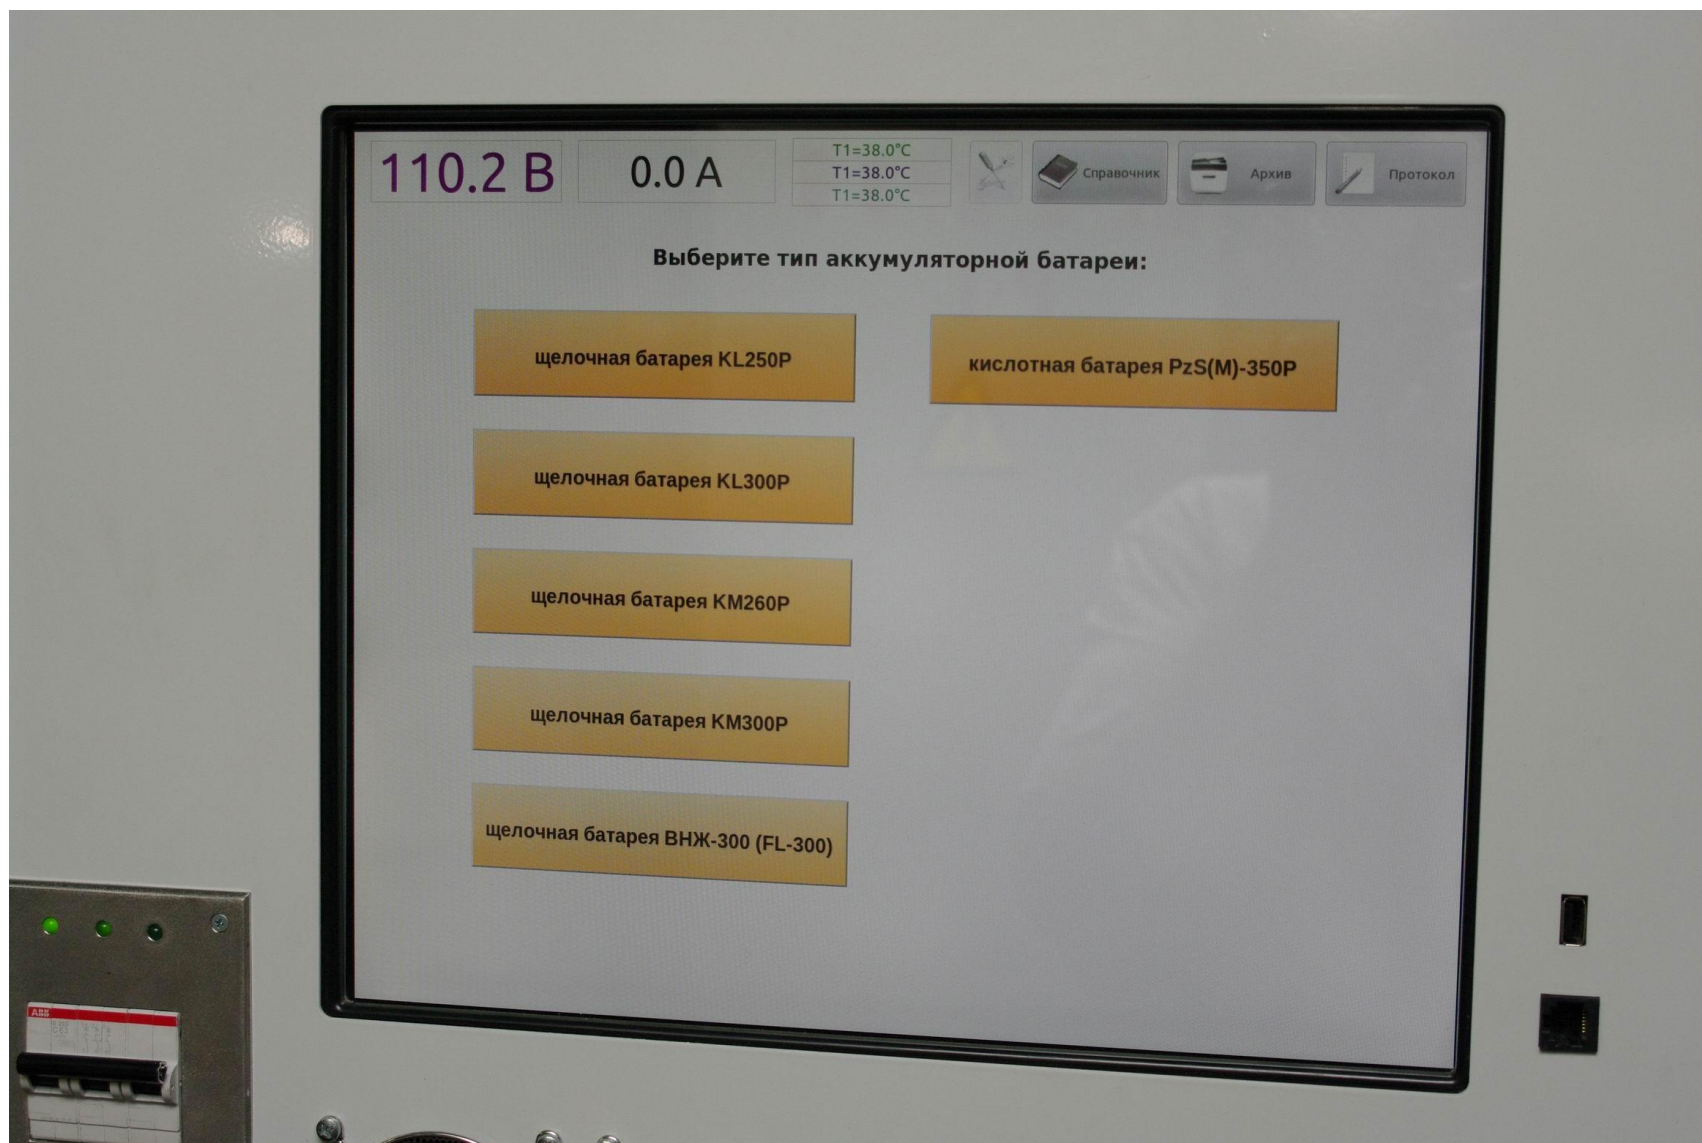 110.2 В
0.0 А
T1=38.0°C
T1=38.0°C
T1=38.0°C
Справочник
Архив
Протокол
Выберите тип аккумуляторной батареи:
щелочная батарея KL250P
кислотная батарея PzS(M)-350P
щелочная батарея KL300P
щелочная батарея KM260P
щелочная батарея KM300P
щелочная батарея ВНЖ-300 (FL-300)
ABB